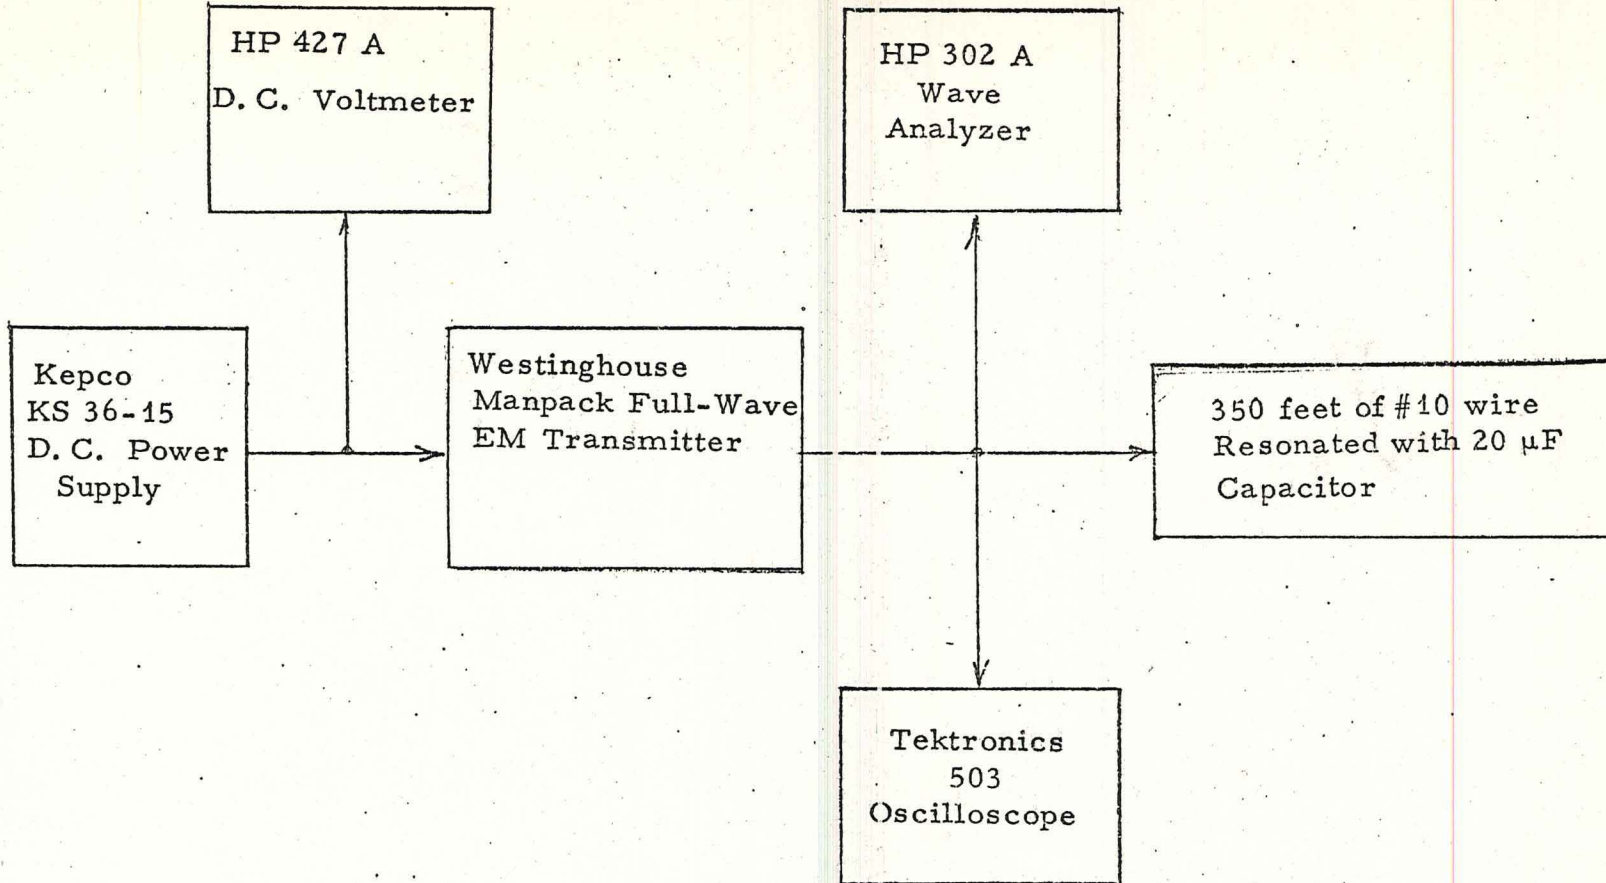 HP 427 A
D. C. Voltmeter
HP 302 A
Wave
Analyzer
Kepco
KS 36-15
D. C. Power
Supply
Westinghouse
Manpack Full-Wave
EM Transmitter
350 feet of #10 wire
Resonated with 20 μF
Capacitor
Tektronics
503
Oscilloscope